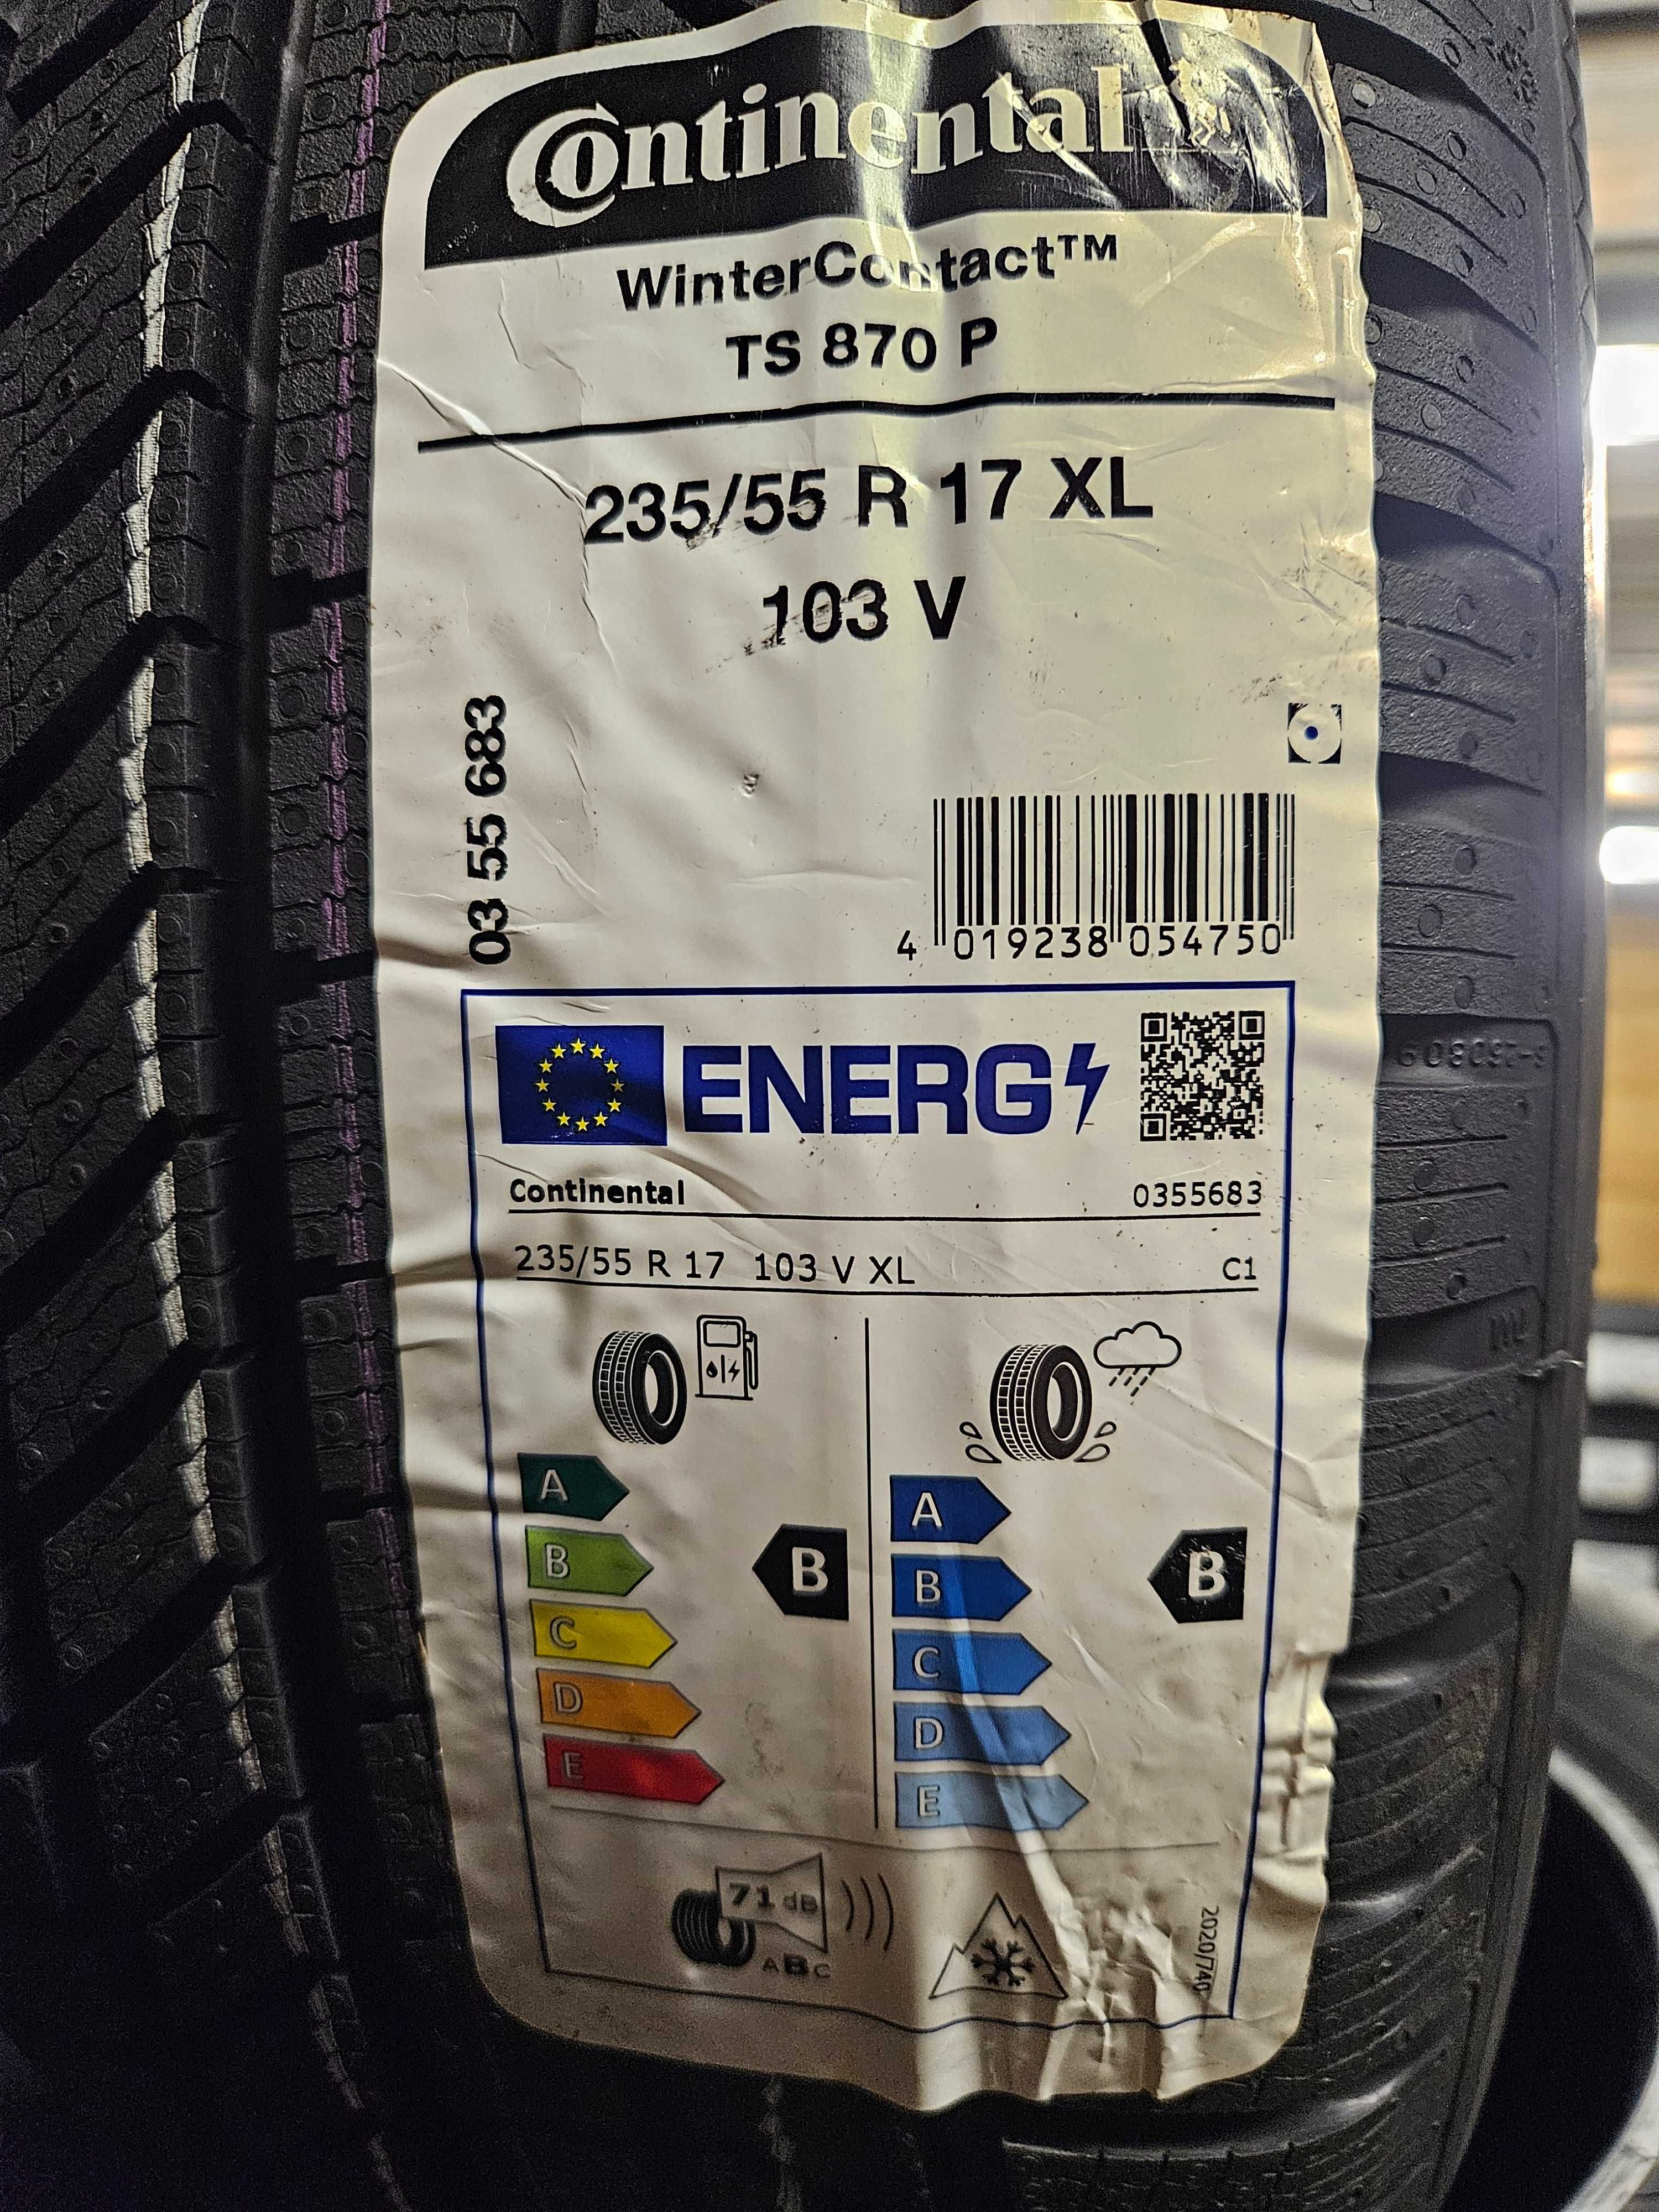 Continental
WinterContact™
TS 870 P
235/55 R 17 XL
103 V
03 55 683
4 019238 054750
ENERG
Continental 0355683
235/55 R 17 103 V XL C1
A
B
C
D
E
B
A
B
C
D
E
B
71 dB
ABC
2020/740